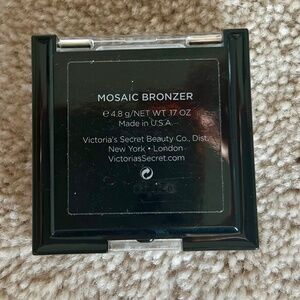 MOSAIC BRONZER
℮ 4.8 g/NET WT .17 OZ
Made in U.S.A.
Victoria's Secret Beauty Co., Dist.
New York • London
VictoriasSecret.com